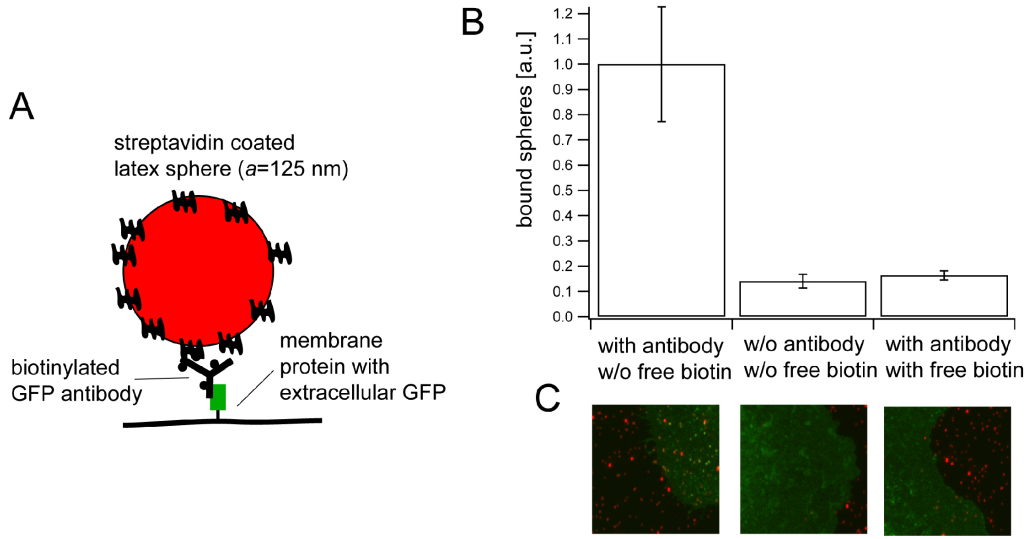 A
streptavidin coated
latex sphere (a=125 nm)
biotinylated
GFP antibody
membrane
protein with
extracellular GFP
B
bound spheres [a.u.]
1.2
1.1
1.0
0.9
0.8
0.7
0.6
0.5
0.4
0.3
0.2
0.1
0.0
with antibody
w/o free biotin
w/o antibody
w/o free biotin
with antibody
with free biotin
C